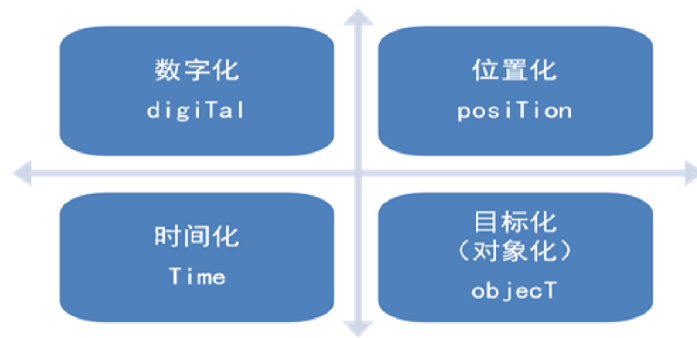 数字化
digiTal
位置化
posiTion
时间化
Time
目标化
（对象化）
objecT